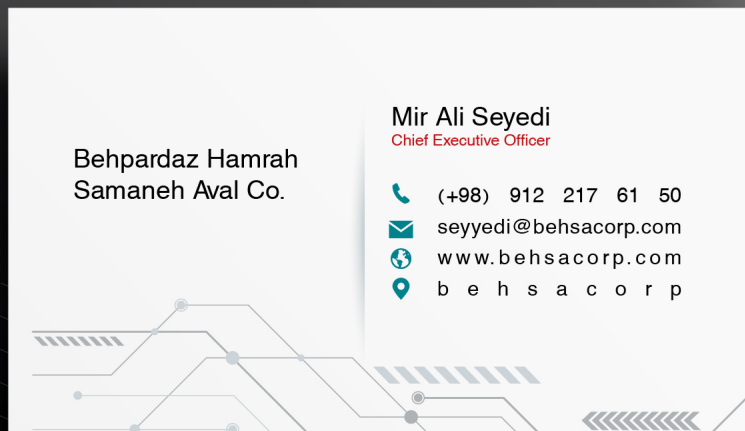 Behpardaz Hamrah
Samaneh Aval Co.
Mir Ali Seyedi
Chief Executive Officer
(+98) 912 217 61 50
seyyedi@behsacorp.com
www.behsacorp.com
behsacorp